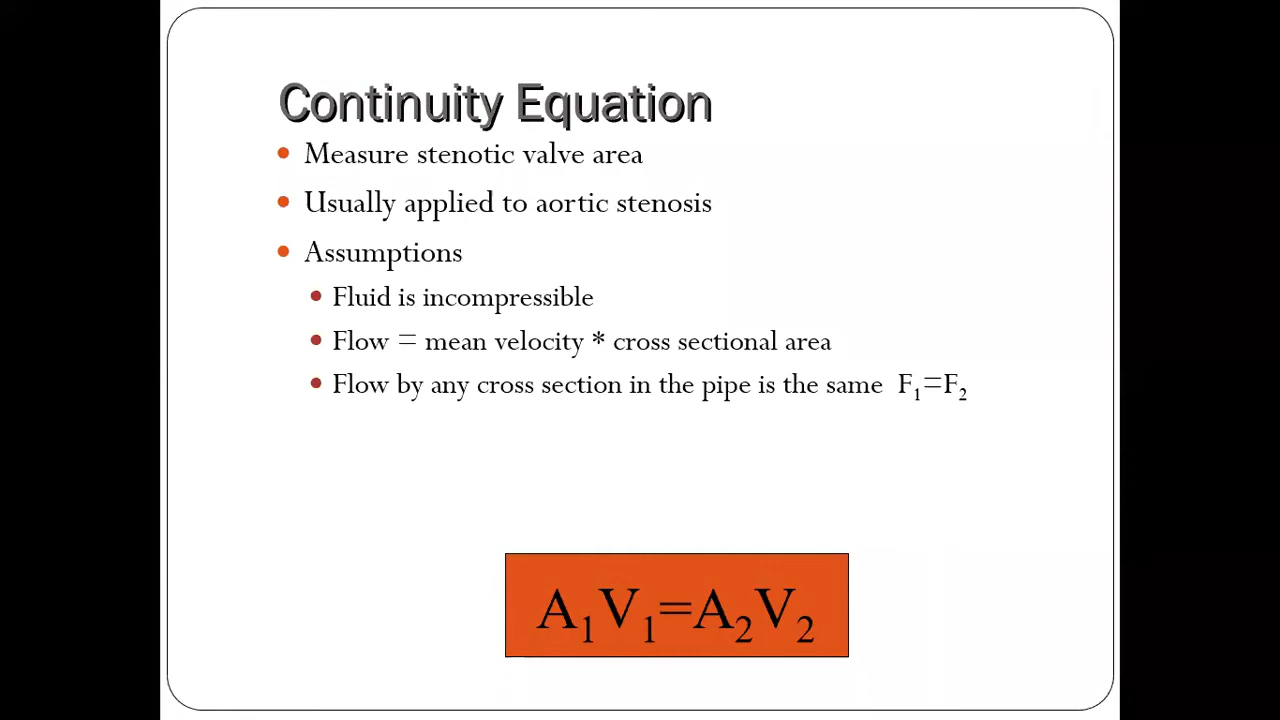 Continuity Equation
Measure stenotic valve area
Usually applied to aortic stenosis
Assumptions
Fluid is incompressible
Flow = mean velocity * cross sectional area
Flow by any cross section in the pipe is the same F₁=F₂
A₁V₁=A₂V₂